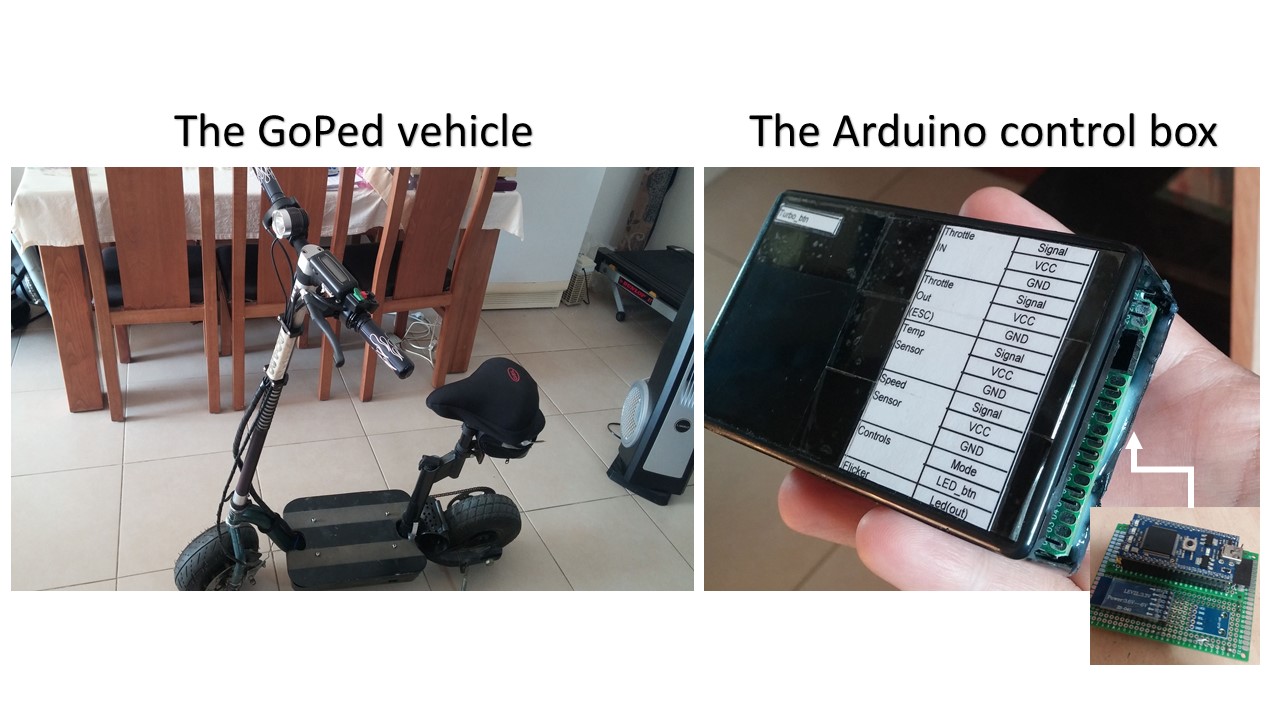 The GoPed vehicle
The Arduino control box
Turbo_btn
Throttle
IN
Signal
VCC
GND
Throttle
Out
(ESC)
Signal
VCC
GND
Temp
Sensor
Signal
VCC
GND
Speed
Sensor
Signal
VCC
GND
Controls
Mode
LED_btn
Flicker
Led(out)